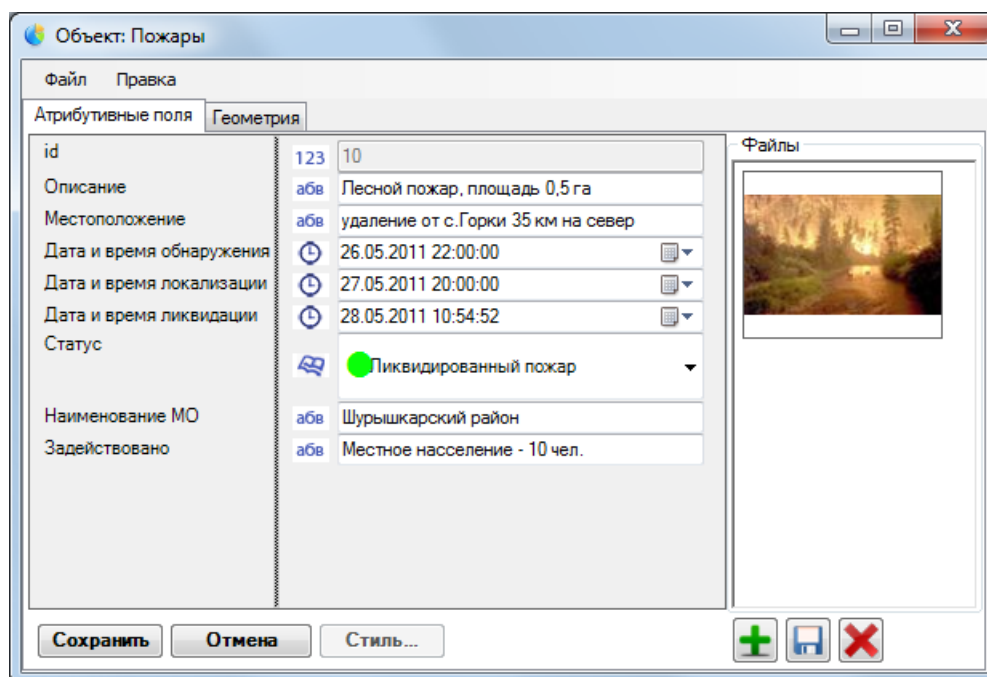 Объект: Пожары
Файл Правка
Атрибутивные поля Геометрия
id 123 10
Описание абв Лесной пожар, площадь 0,5 га
Местоположение абв удаление от с.Горки 35 км на север
Дата и время обнаружения 26.05.2011 22:00:00
Дата и время локализации 27.05.2011 20:00:00
Дата и время ликвидации 28.05.2011 10:54:52
Статус Ликвидированный пожар
Наименование МО абв Шурышкарский район
Задействовано абв Местное насселение - 10 чел.
Файлы
Сохранить Отмена Стиль...